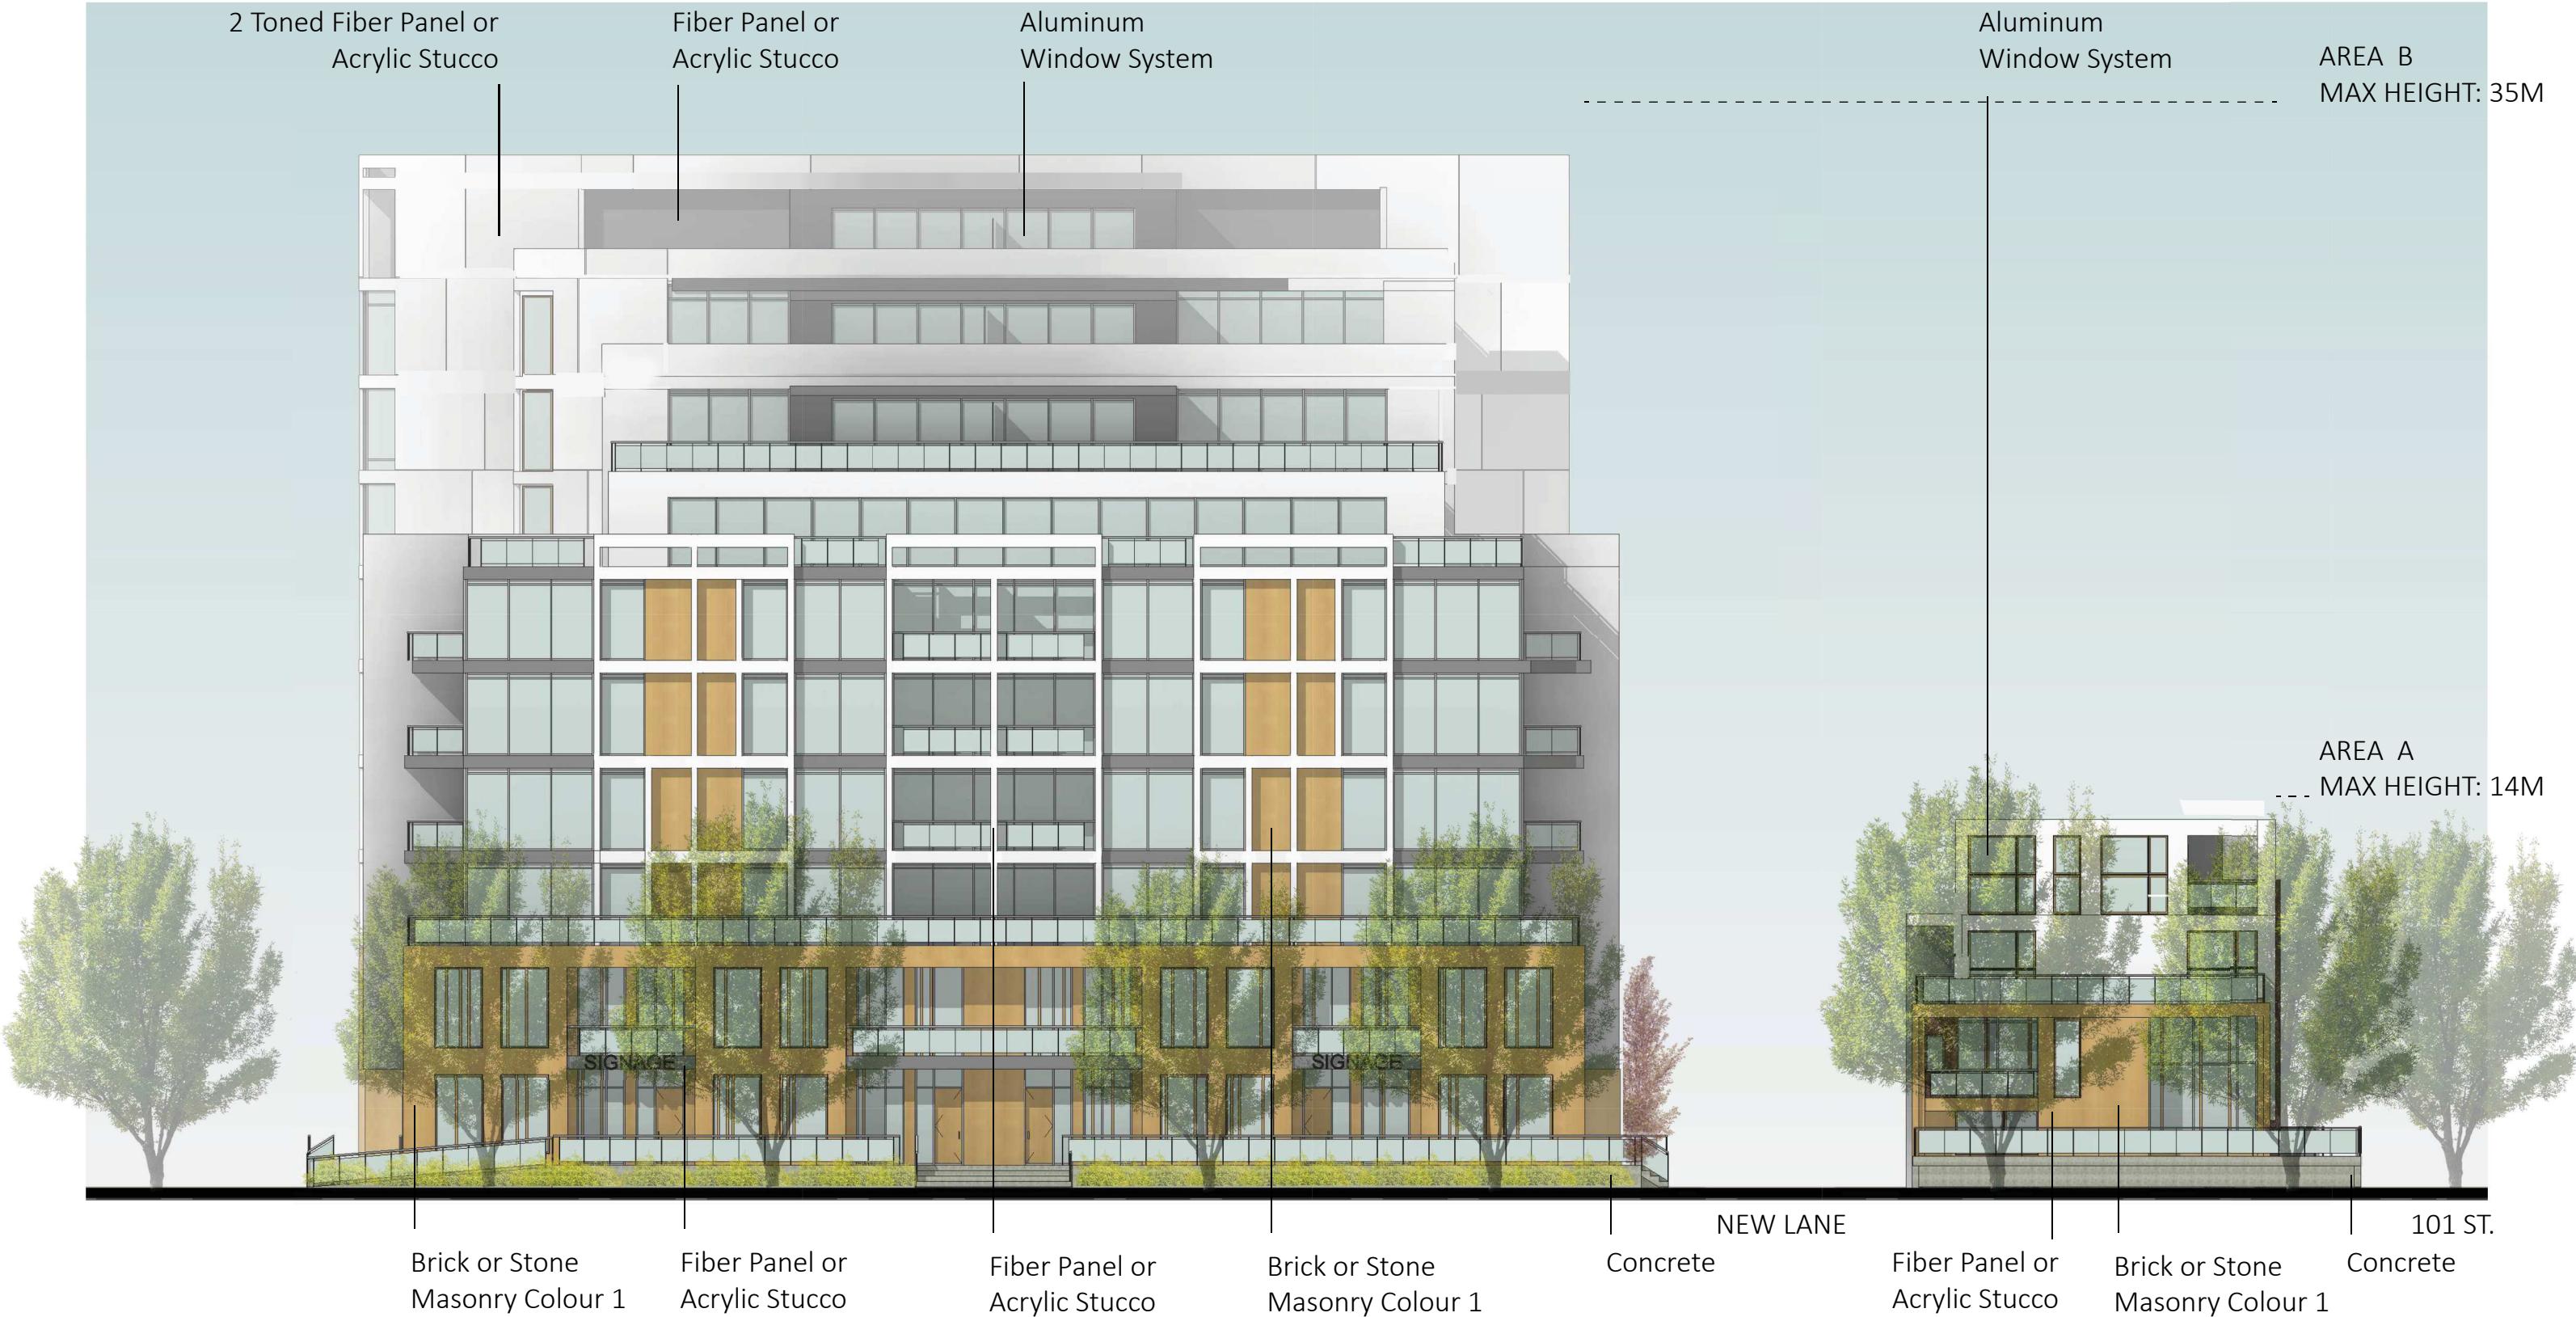 2 Toned Fiber Panel or
Acrylic Stucco
Fiber Panel or
Acrylic Stucco
Aluminum
Window System
Aluminum
Window System
AREA B
MAX HEIGHT: 35M
AREA A
MAX HEIGHT: 14M
SIGNAGE
SIGNAGE
NEW LANE
101 ST.
Brick or Stone
Masonry Colour 1
Fiber Panel or
Acrylic Stucco
Fiber Panel or
Acrylic Stucco
Brick or Stone
Masonry Colour 1
Concrete
Fiber Panel or
Acrylic Stucco
Brick or Stone
Masonry Colour 1
Concrete